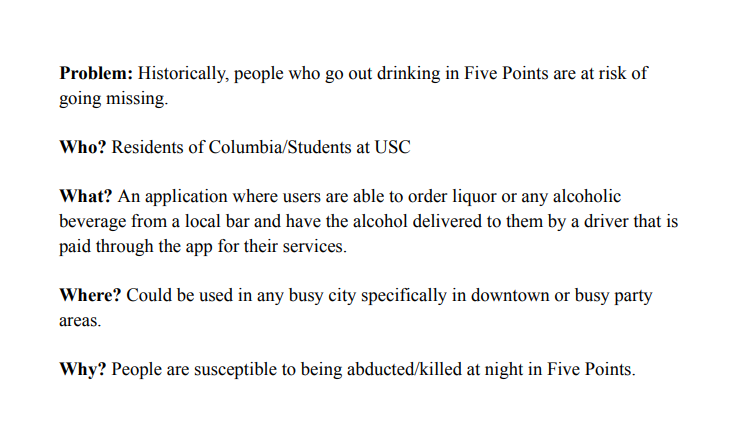 Problem: Historically, people who go out drinking in Five Points are at risk of
going missing.
Who? Residents of Columbia/Students at USC
What? An application where users are able to order liquor or any alcoholic
beverage from a local bar and have the alcohol delivered to them by a driver that is
paid through the app for their services.
Where? Could be used in any busy city specifically in downtown or busy party
areas.
Why? People are susceptible to being abducted/killed at night in Five Points.